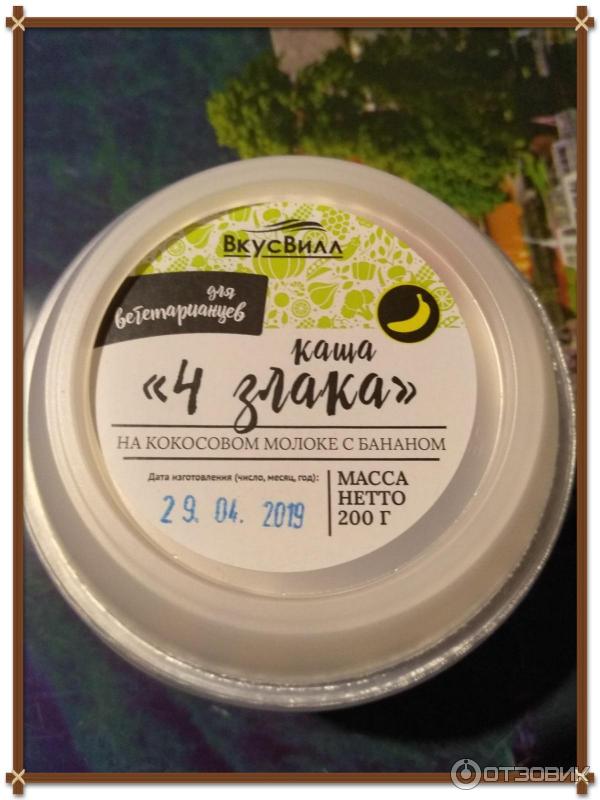 ВкусВилл
для
вегетарианцев
каша
«4 злака»
НА КОКОСОВОМ МОЛОКЕ С БАНАНОМ
Дата изготовления (число, месяц, год):
29. 04. 2019
МАССА
НЕТТО
200 Г
ОТЗОВИК